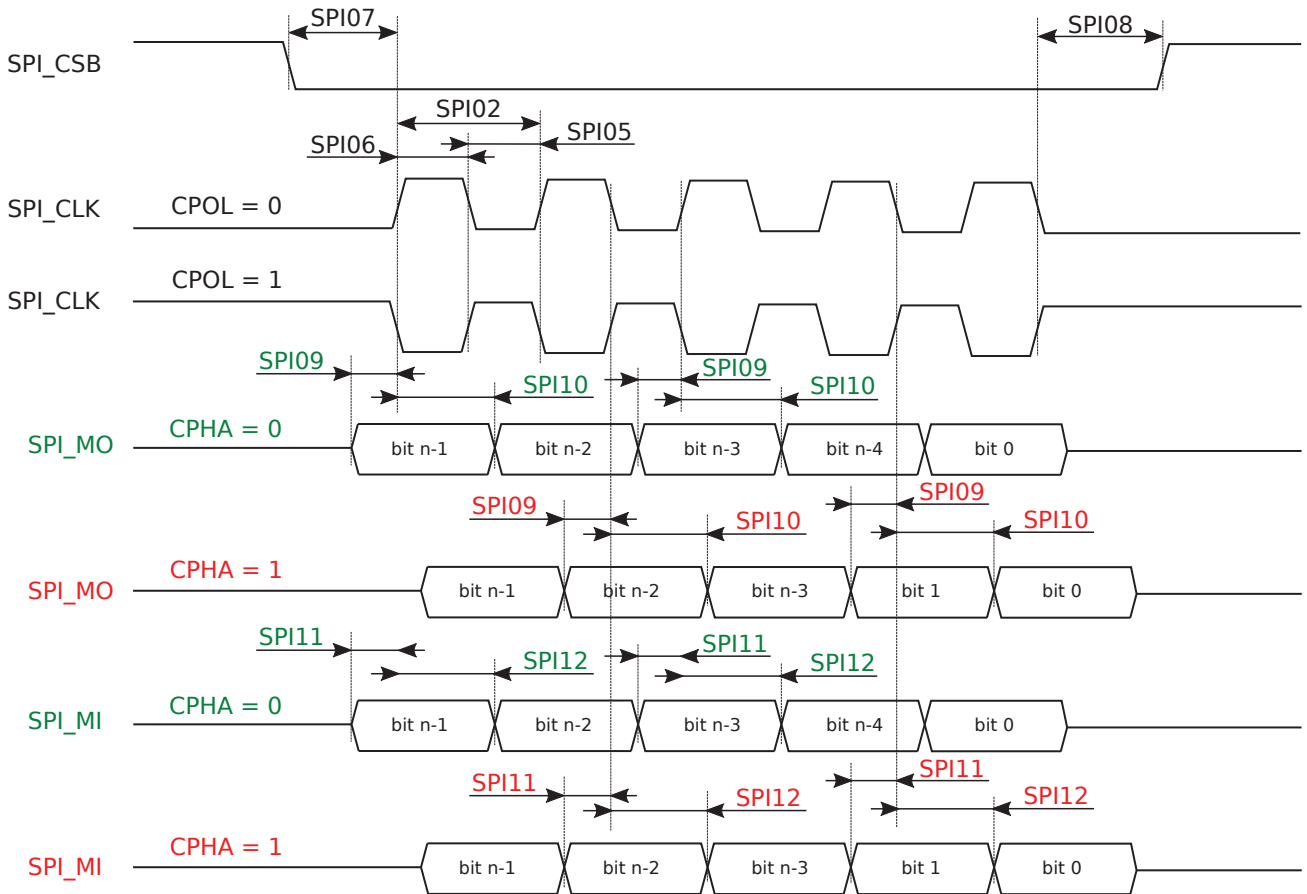 SPI07
SPI08
SPI_CSB
SPI02
SPI05
SPI06
SPI_CLK CPOL = 0
SPI_CLK CPOL = 1
SPI09 SPI09
SPI10 SPI10
SPI_MO CPHA = 0 bit n-1 bit n-2 bit n-3 bit n-4 bit 0
SPI09 SPI09
SPI10 SPI10
SPI_MO CPHA = 1 bit n-1 bit n-2 bit n-3 bit 1 bit 0
SPI11 SPI11
SPI12 SPI12
SPI_MI CPHA = 0 bit n-1 bit n-2 bit n-3 bit n-4 bit 0
SPI11 SPI11
SPI12 SPI12
SPI_MI CPHA = 1 bit n-1 bit n-2 bit n-3 bit 1 bit 0